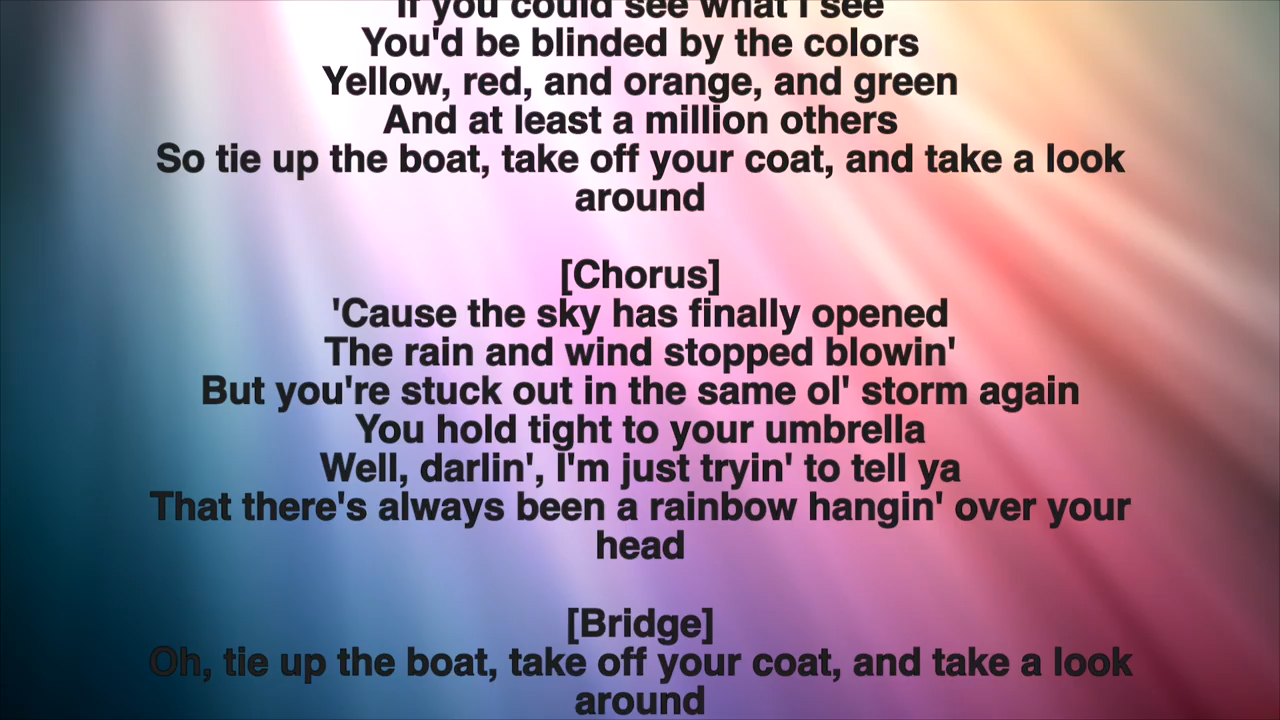 If you could see what I see
You'd be blinded by the colors
Yellow, red, and orange, and green
And at least a million others
So tie up the boat, take off your coat, and take a look
around
[Chorus]
'Cause the sky has finally opened
The rain and wind stopped blowin'
But you're stuck out in the same ol' storm again
You hold tight to your umbrella
Well, darlin', I'm just tryin' to tell ya
That there's always been a rainbow hangin' over your
head
[Bridge]
Oh, tie up the boat, take off your coat, and take a look
around